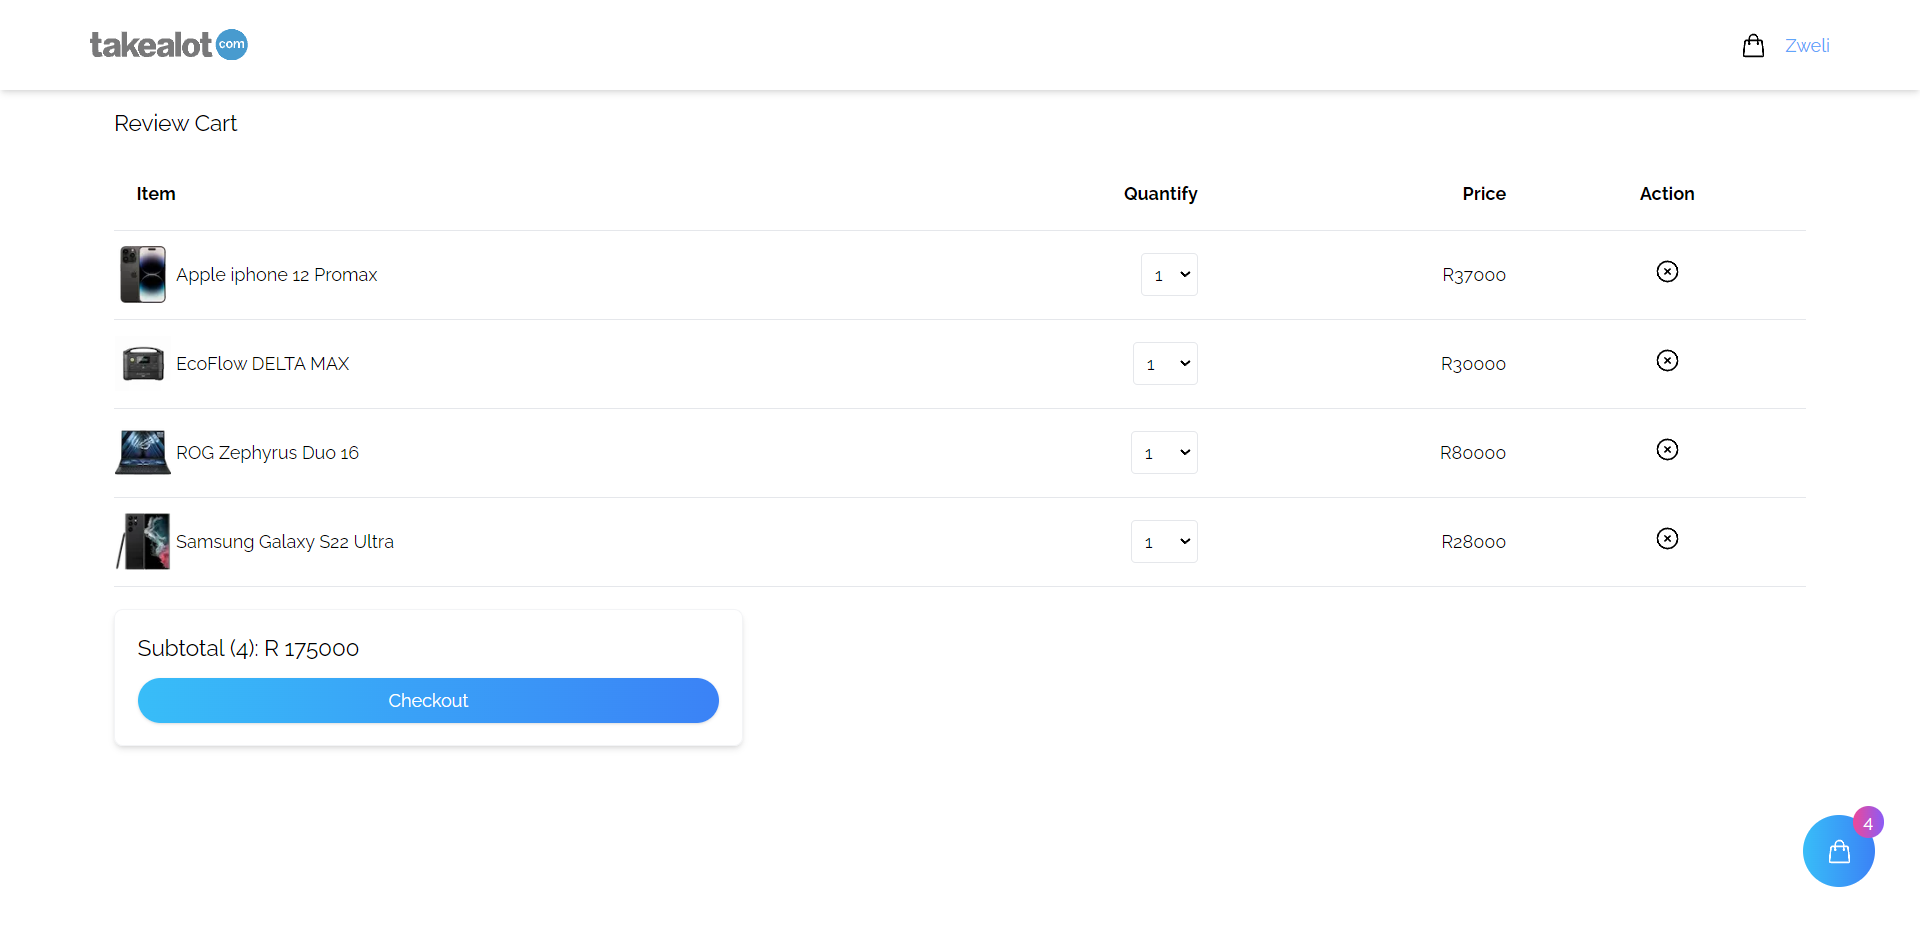 takealot com
Zweli
Review Cart
Item Quantify Price Action
Apple iphone 12 Promax 1 R37000
EcoFlow DELTA MAX 1 R30000
ROG Zephyrus Duo 16 1 R80000
Samsung Galaxy S22 Ultra 1 R28000
Subtotal (4): R 175000
Checkout
4